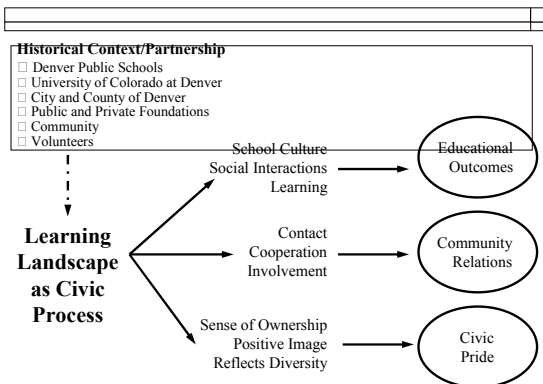 Historical Context/Partnership
□ Denver Public Schools
□ University of Colorado at Denver
□ City and County of Denver
□ Public and Private Foundations
□ Community
□ Volunteers
School Culture
Social Interactions
Learning
Educational
Outcomes
Learning
Landscape
as Civic
Process
Contact
Cooperation
Involvement
Community
Relations
Sense of Ownership
Positive Image
Reflects Diversity
Civic
Pride